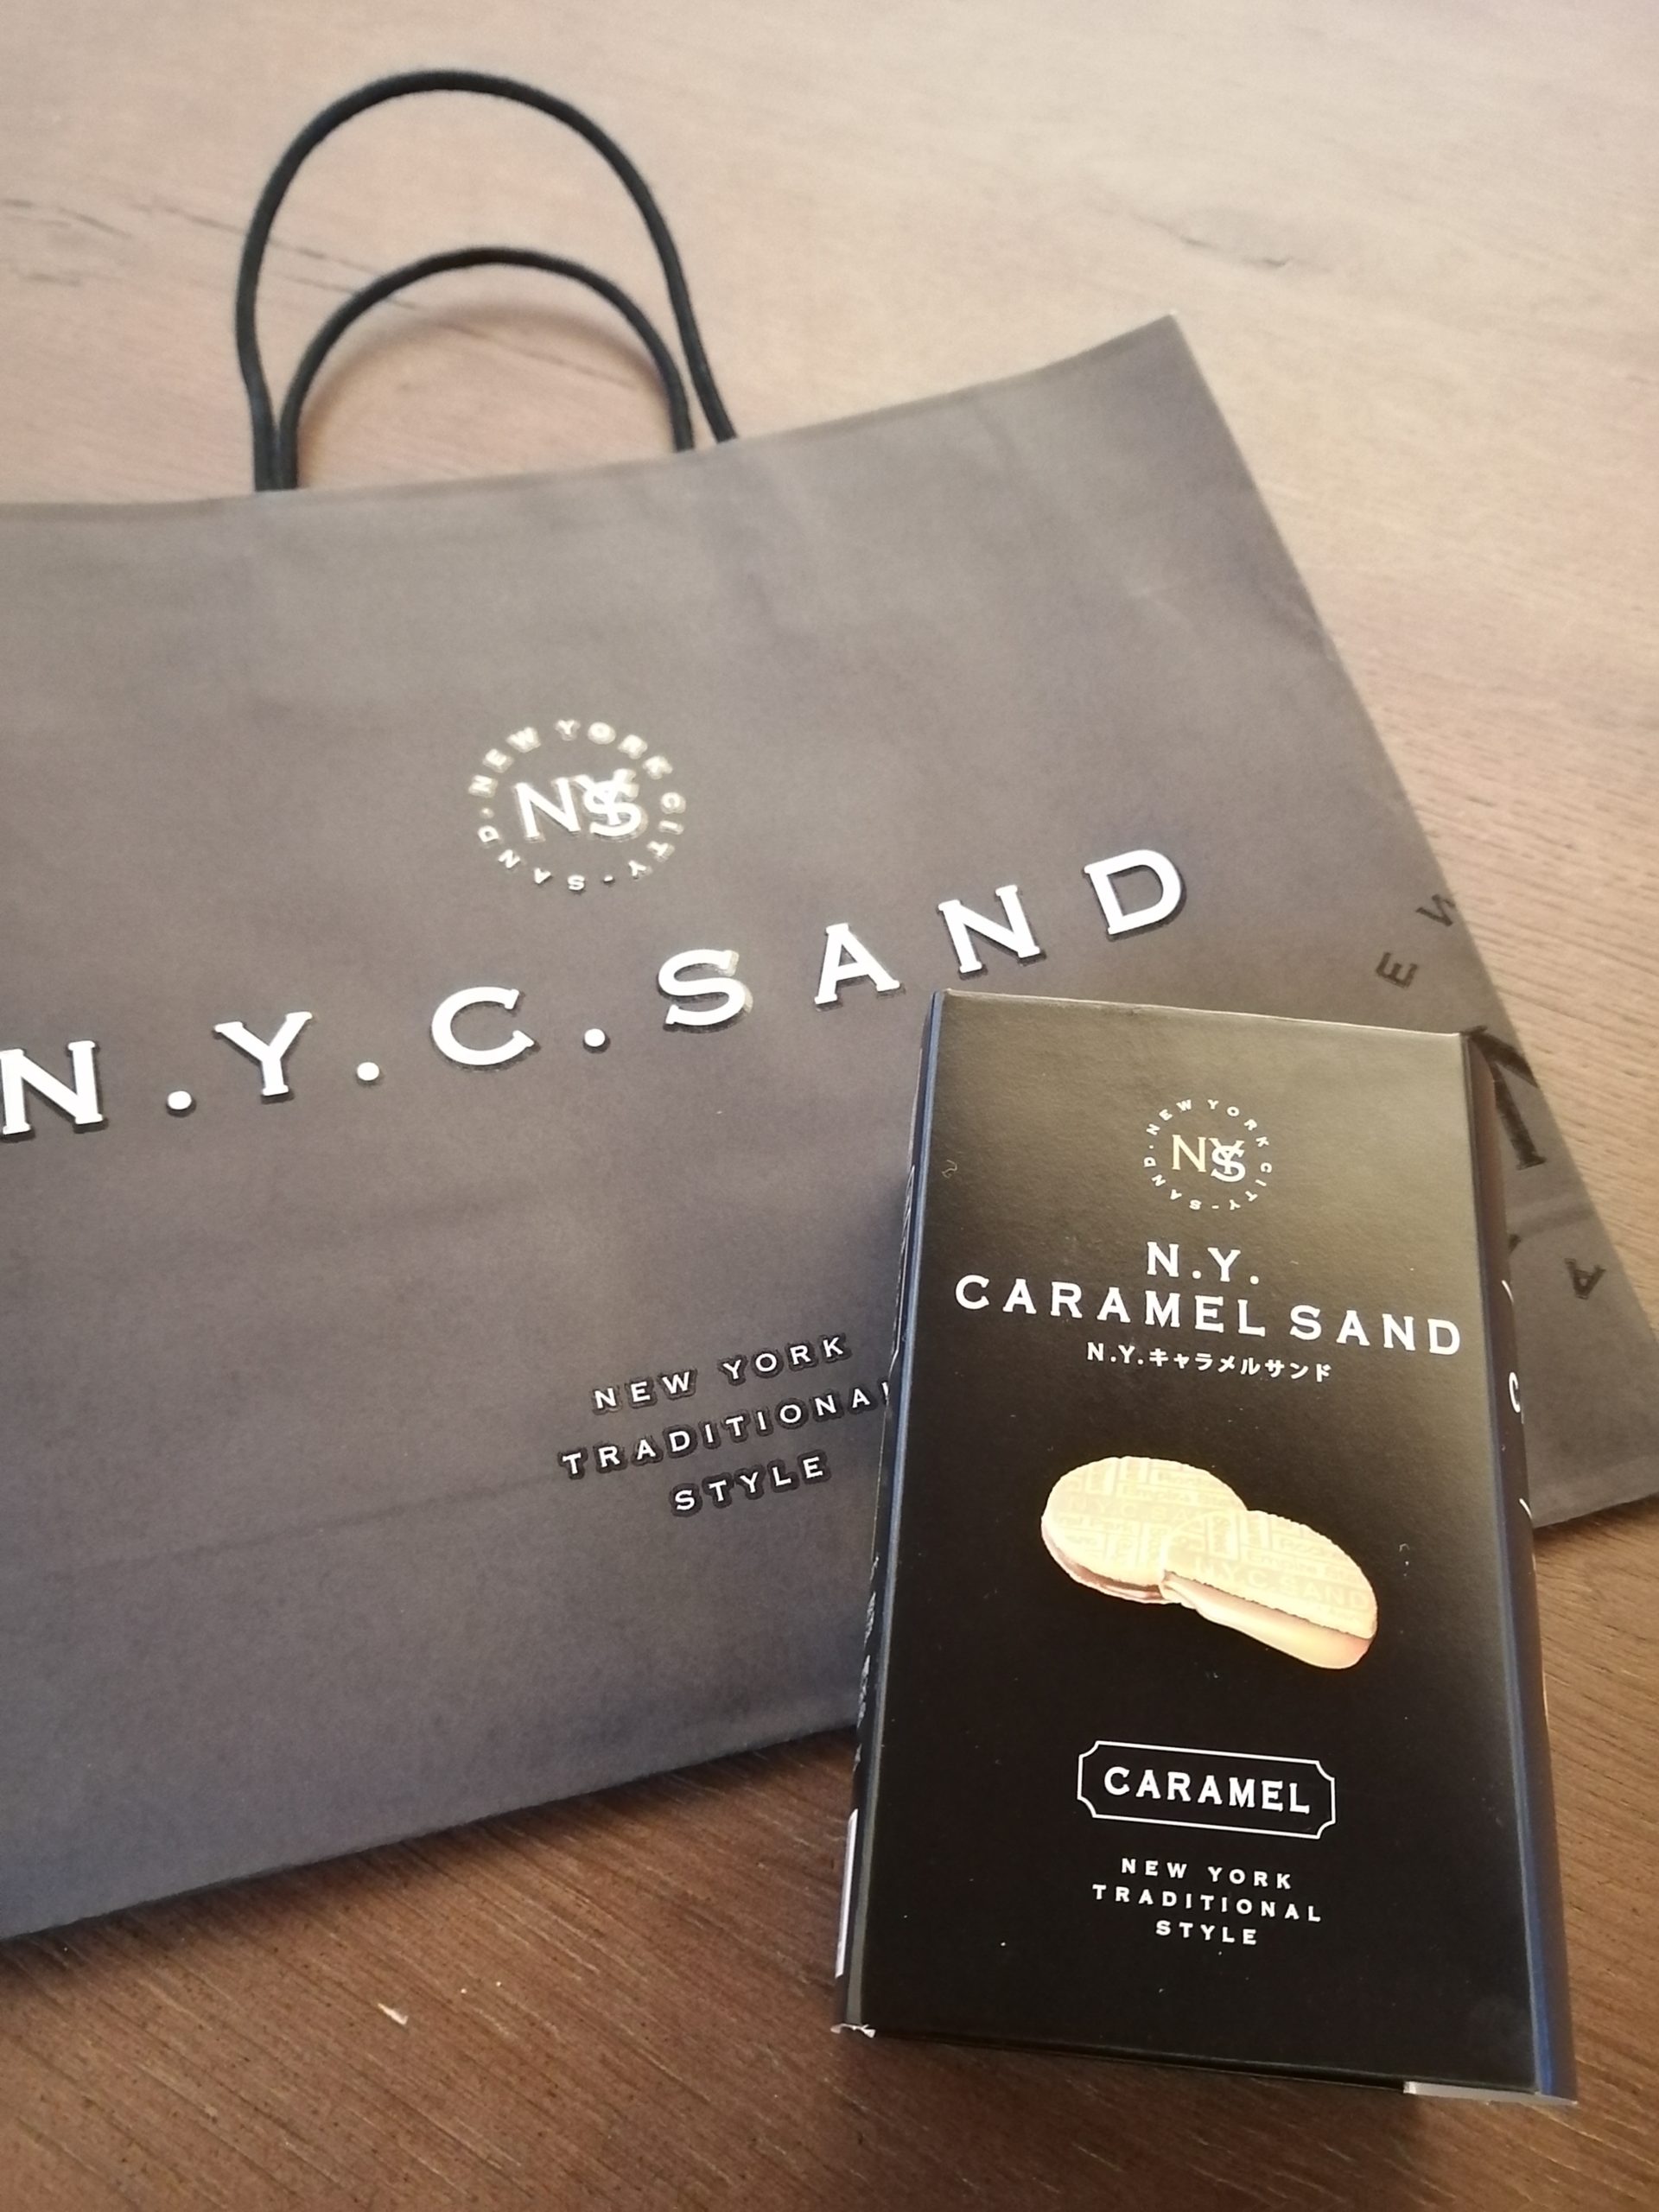 NEW YORK CITY-SAND
NYS
N.Y.C.SAND
NEW YORK
TRADITIONAL
STYLE
NEW YORK CITY-SAND
NYS
N.Y.
CARAMEL SAND
N.Y.キャラメルサンド
N.Y.C.SAND
CARAMEL
NEW YORK
TRADITIONAL
STYLE